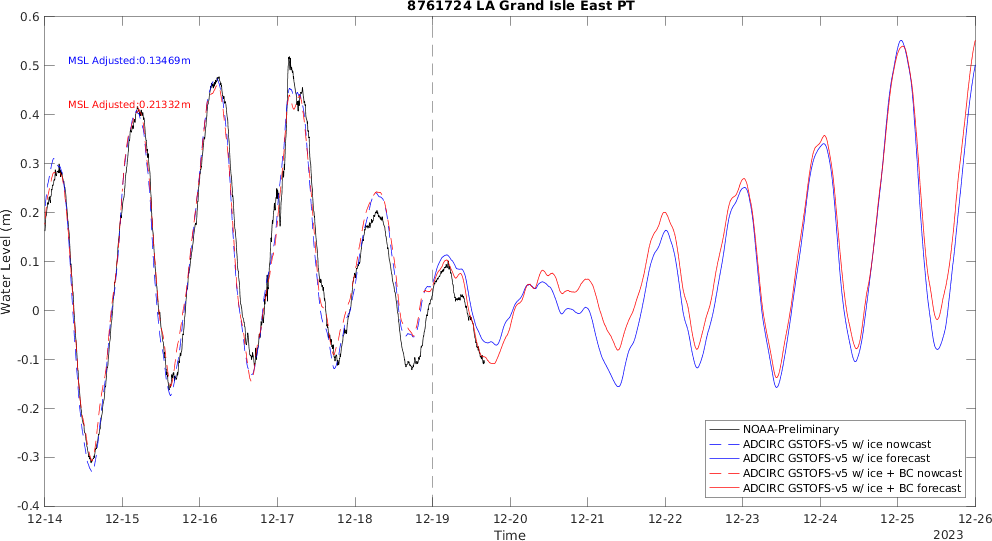 8761724 LA Grand Isle East PT
0.6
0.5
0.4
0.3
0.2
0.1
0
-0.1
-0.2
-0.3
-0.4
Water Level (m)
MSL Adjusted:0.13469m
MSL Adjusted:0.21332m
NOAA-Preliminary
ADCIRC GSTOFS-v5 w/ ice nowcast
ADCIRC GSTOFS-v5 w/ ice forecast
ADCIRC GSTOFS-v5 w/ ice + BC nowcast
ADCIRC GSTOFS-v5 w/ ice + BC forecast
12-14 12-15 12-16 12-17 12-18 12-19 12-20 12-21 12-22 12-23 12-24 12-25 12-26
Time
2023